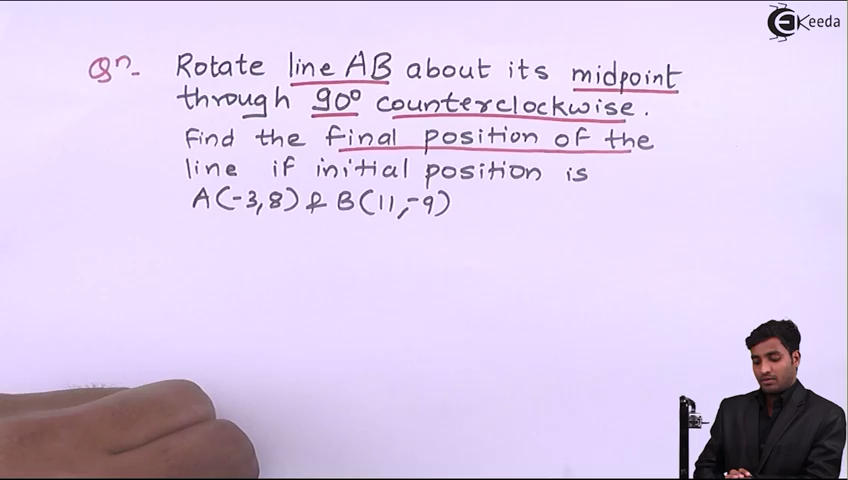 Ekeeda
Qn- Rotate line AB about its midpoint
through 90° counterclockwise.
Find the final position of the
line if initial position is
A(-3,8) & B(11,-9)